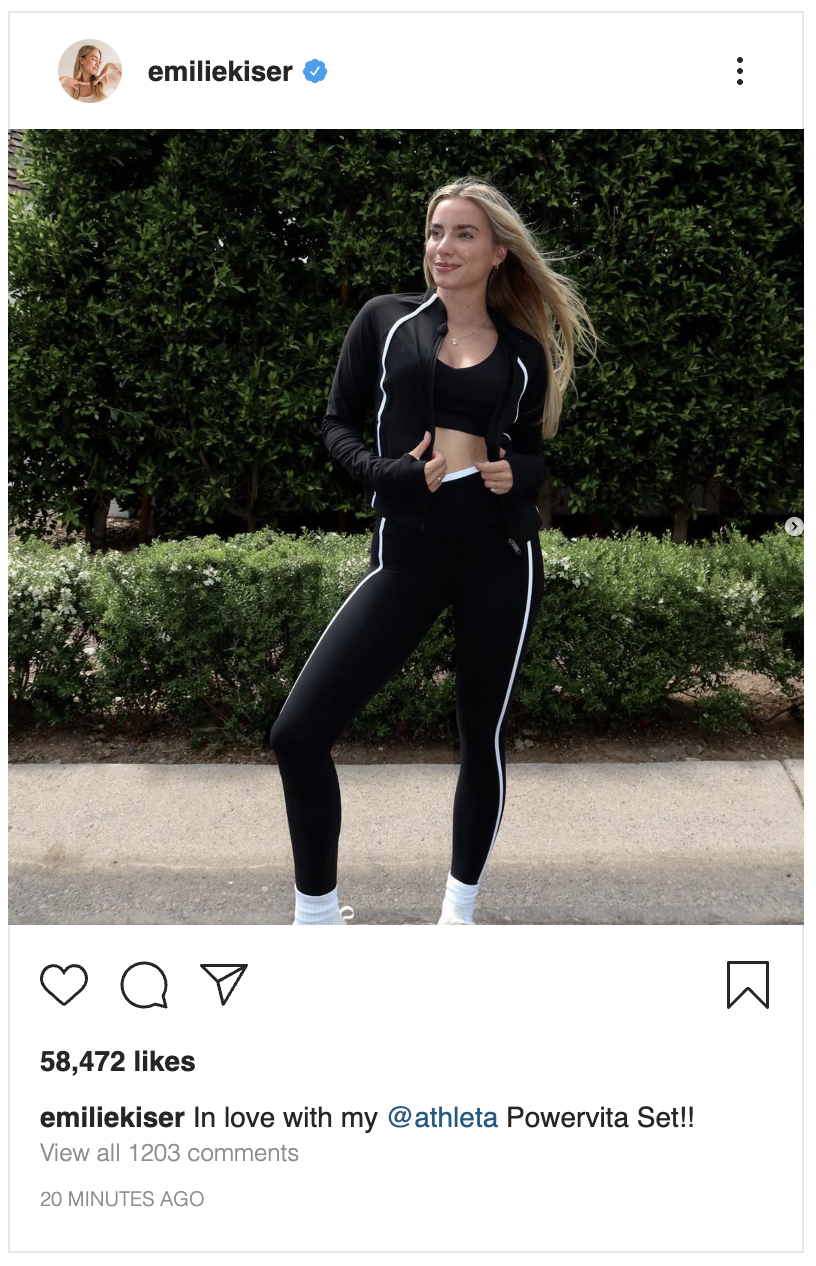 emiliekiser
58,472 likes
emiliekiser In love with my @athleta Powervita Set!!
View all 1203 comments
20 MINUTES AGO